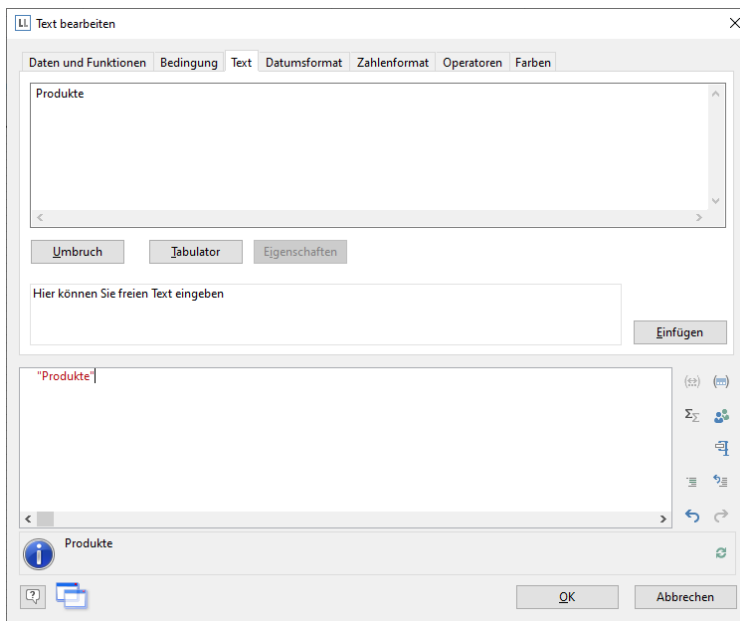 LL Text bearbeiten
Daten und Funktionen Bedingung Text Datumsformat Zahlenformat Operatoren Farben
Produkte
Umbruch Tabulator Eigenschaften
Hier können Sie freien Text eingeben
Einfügen
"Produkte"
Produkte
OK Abbrechen